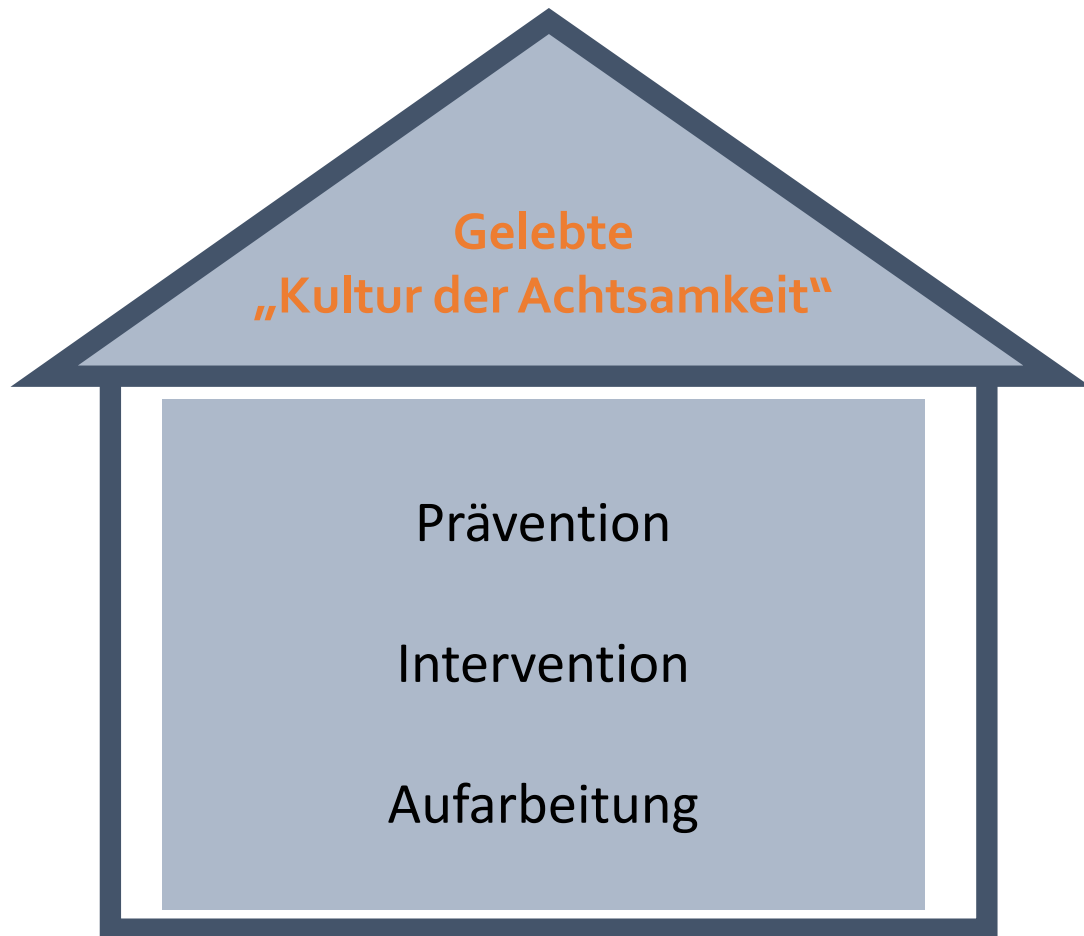 Gelebte
„Kultur der Achtsamkeit“
Prävention
Intervention
Aufarbeitung